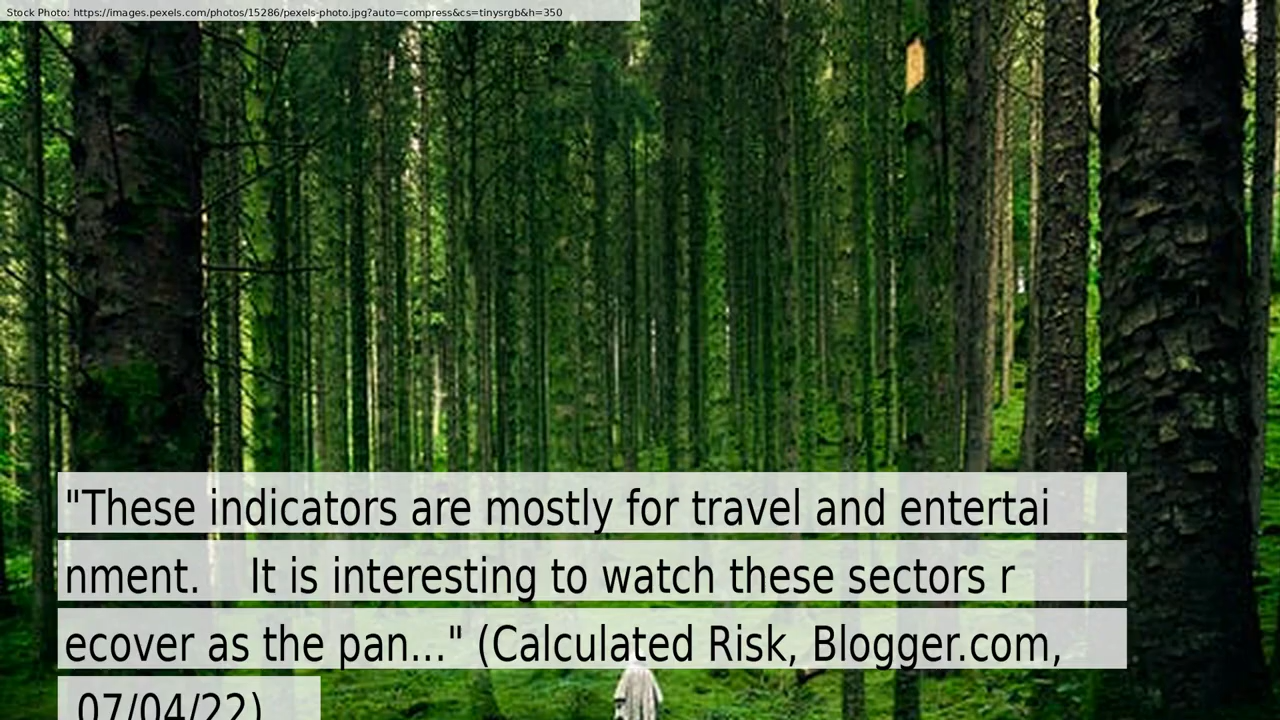 Stock Photo: https://images.pexels.com/photos/15286/pexels-photo.jpg?auto=compress&cs=tinysrgb&h=350
"These indicators are mostly for travel and entertai
nment.    It is interesting to watch these sectors r
ecover as the pan..." (Calculated Risk, Blogger.com,
 07/04/22)